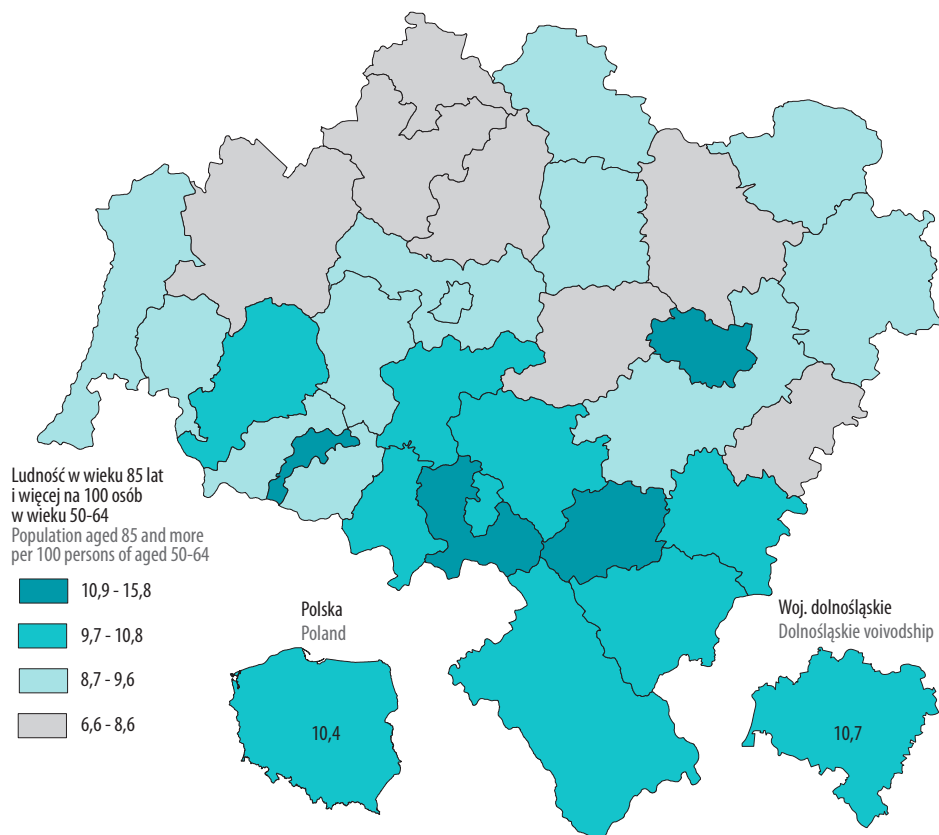 Ludność w wieku 85 lat
i więcej na 100 osób
w wieku 50-64
Population aged 85 and more
per 100 persons of aged 50-64
10,9 - 15,8
9,7 - 10,8
8,7 - 9,6
6,6 - 8,6
Polska
Poland
10,4
Woj. dolnośląskie
Dolnośląskie voivodship
10,7